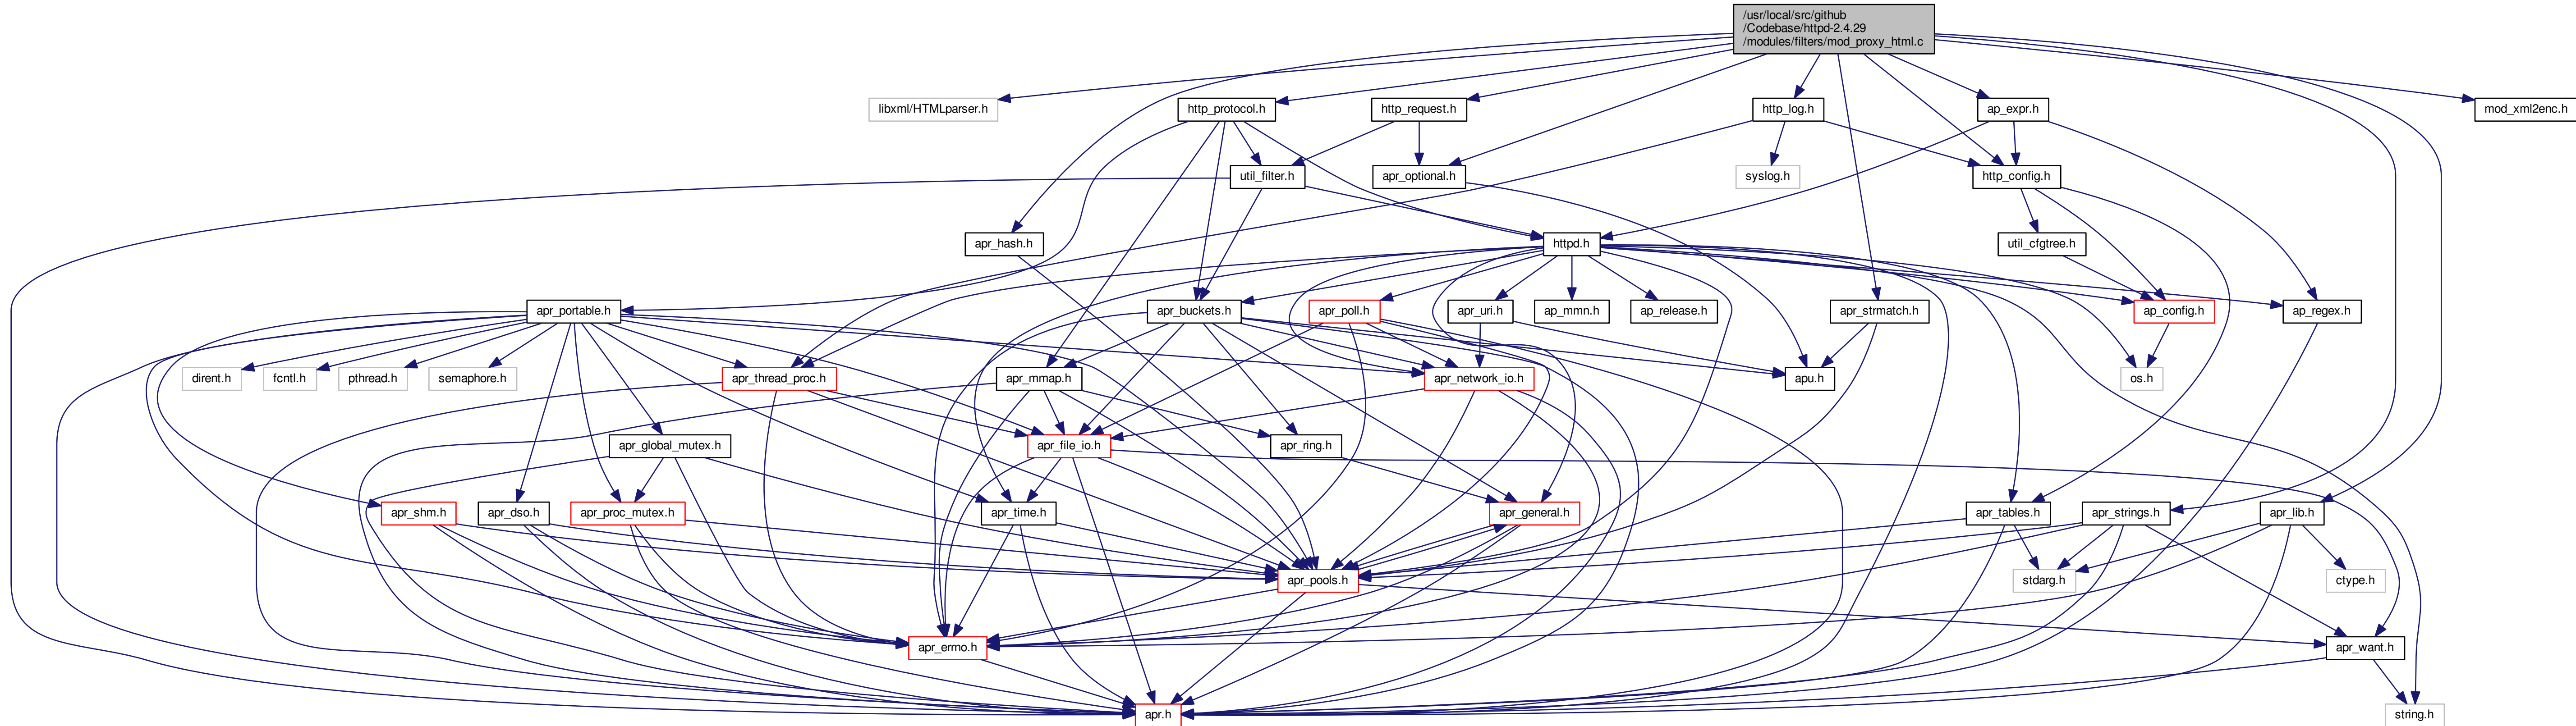 /usr/local/src/github
/Codebase/httpd-2.4.29
/modules/filters/mod_proxy_html.c
libxml/HTMLparser.h
http_protocol.h
http_request.h
http_log.h
ap_expr.h
mod_xml2enc.h
util_filter.h
apr_optional.h
syslog.h
http_config.h
apr_hash.h
httpd.h
util_cfgtree.h
apr_portable.h
apr_buckets.h
apr_poll.h
apr_uri.h
ap_mmn.h
ap_release.h
apr_strmatch.h
ap_config.h
ap_regex.h
dirent.h
fcntl.h
pthread.h
semaphore.h
apr_thread_proc.h
apr_mmap.h
apr_network_io.h
apu.h
os.h
apr_global_mutex.h
apr_file_io.h
apr_ring.h
apr_shm.h
apr_dso.h
apr_proc_mutex.h
apr_time.h
apr_general.h
apr_tables.h
apr_strings.h
apr_lib.h
apr_pools.h
stdarg.h
ctype.h
apr_errno.h
apr_want.h
apr.h
string.h